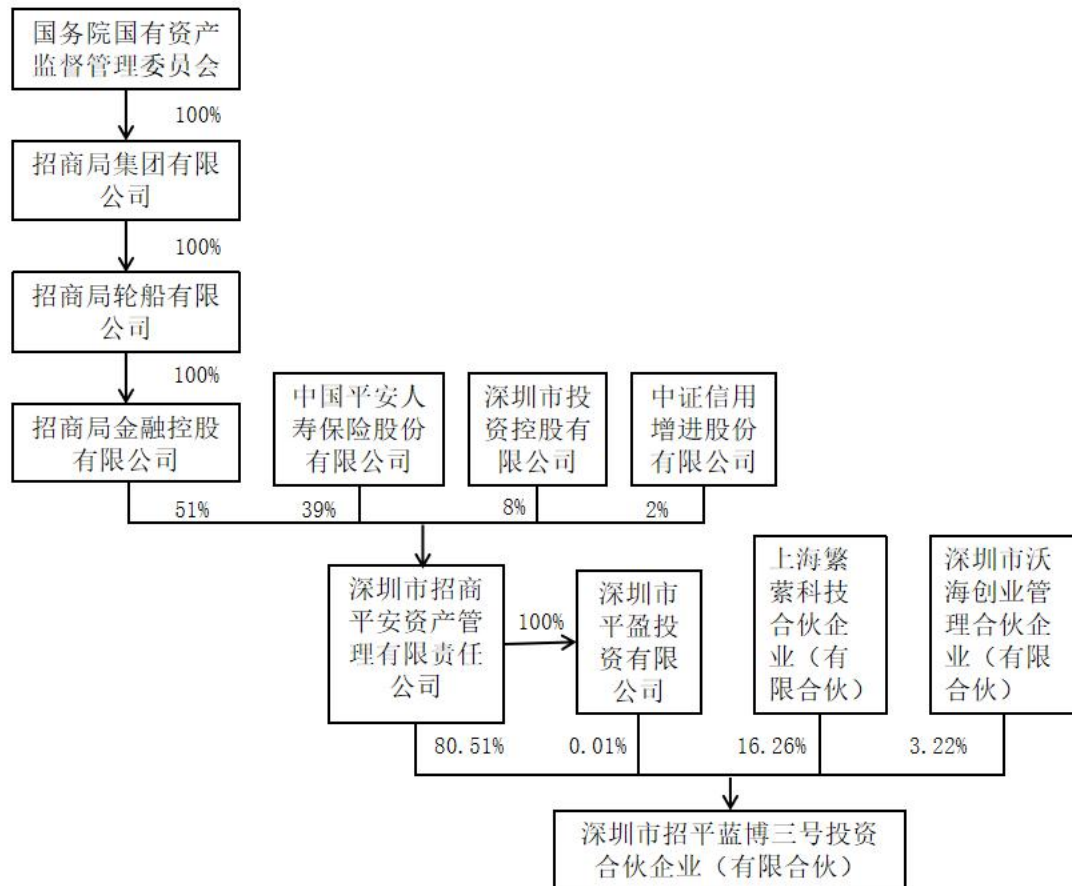 国务院国有资产
监督管理委员会
100%
招商局集团有限
公司
100%
招商局轮船有限
公司
100%
招商局金融控股
有限公司
中国平安人
寿保险股份
有限公司
深圳市投
资控股有
限公司
中证信用
增进股份
有限公司
51%
39%
8%
2%
深圳市招商
平安资产管
理有限责任
公司
100%
深圳市
平盈投
资有限
公司
上海繁
萦科技
合伙企
业（有
限合伙）
深圳市沃
海创业管
理合伙企
业（有限
合伙）
80.51%
0.01%
16.26%
3.22%
深圳市招平蓝博三号投资
合伙企业（有限合伙）